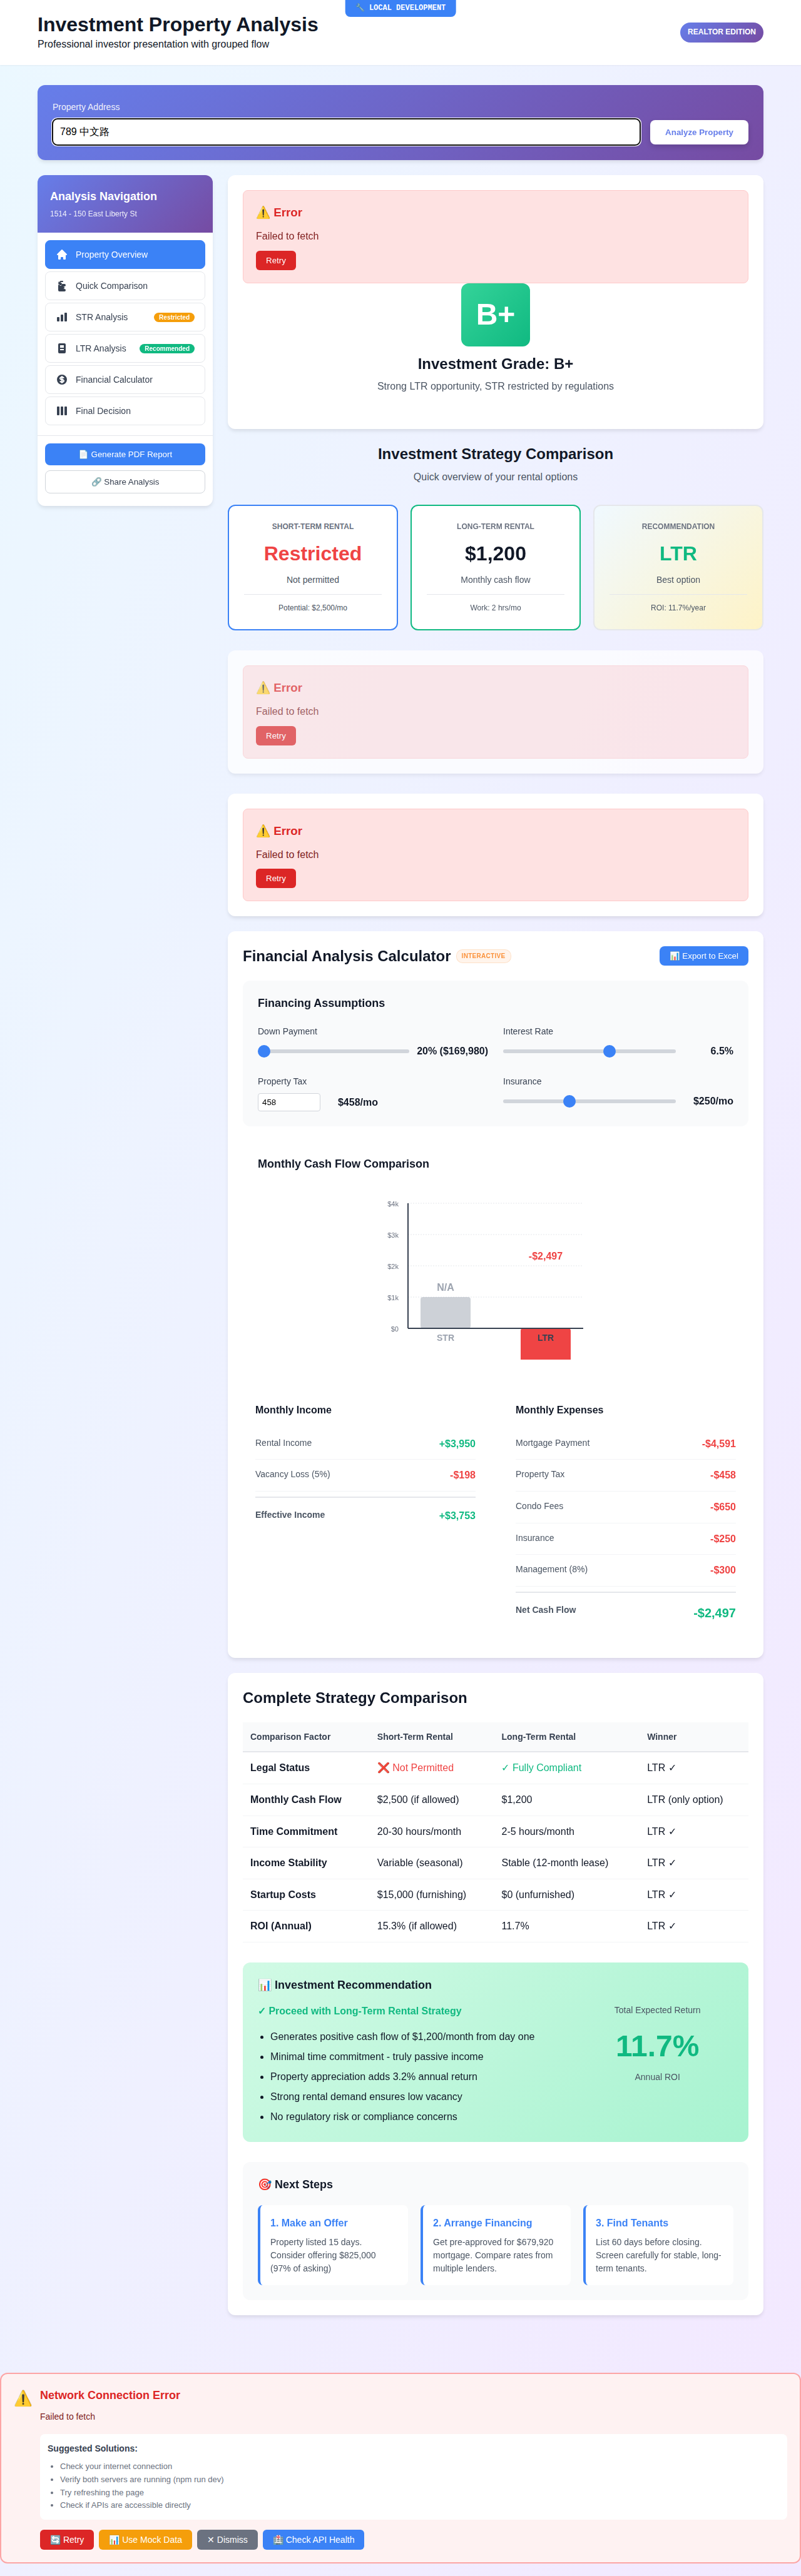 🔧 LOCAL DEVELOPMENT
Investment Property Analysis
Professional investor presentation with grouped flow
REALTOR EDITION
Property Address
789 中文路
Analyze Property
Analysis Navigation
1514 - 150 East Liberty St
Property Overview
Quick Comparison
STR Analysis Restricted
LTR Analysis Recommended
Financial Calculator
Final Decision
📄 Generate PDF Report
🔗 Share Analysis
⚠️ Error
Failed to fetch
Retry
B+
Investment Grade: B+
Strong LTR opportunity, STR restricted by regulations
Investment Strategy Comparison
Quick overview of your rental options
SHORT-TERM RENTAL
Restricted
Not permitted
Potential: $2,500/mo
LONG-TERM RENTAL
$1,200
Monthly cash flow
Work: 2 hrs/mo
RECOMMENDATION
LTR
Best option
ROI: 11.7%/year
⚠️ Error
Failed to fetch
Retry
⚠️ Error
Failed to fetch
Retry
Financial Analysis Calculator INTERACTIVE
📊 Export to Excel
Financing Assumptions
Down Payment
20% ($169,980)
Interest Rate
6.5%
Property Tax
458 $458/mo
Insurance
$250/mo
Monthly Cash Flow Comparison
$4k
$3k
$2k
$1k
$0
N/A
STR
-$2,497
LTR
Monthly Income
Rental Income +$3,950
Vacancy Loss (5%) -$198
Effective Income +$3,753
Monthly Expenses
Mortgage Payment -$4,591
Property Tax -$458
Condo Fees -$650
Insurance -$250
Management (8%) -$300
Net Cash Flow -$2,497
Complete Strategy Comparison
Comparison Factor Short-Term Rental Long-Term Rental Winner
Legal Status ❌ Not Permitted ✓ Fully Compliant LTR ✓
Monthly Cash Flow $2,500 (if allowed) $1,200 LTR (only option)
Time Commitment 20-30 hours/month 2-5 hours/month LTR ✓
Income Stability Variable (seasonal) Stable (12-month lease) LTR ✓
Startup Costs $15,000 (furnishing) $0 (unfurnished) LTR ✓
ROI (Annual) 15.3% (if allowed) 11.7% LTR ✓
📊 Investment Recommendation
✓ Proceed with Long-Term Rental Strategy
• Generates positive cash flow of $1,200/month from day one
• Minimal time commitment - truly passive income
• Property appreciation adds 3.2% annual return
• Strong rental demand ensures low vacancy
• No regulatory risk or compliance concerns
Total Expected Return
11.7%
Annual ROI
🎯 Next Steps
1. Make an Offer
Property listed 15 days.
Consider offering $825,000
(97% of asking)
2. Arrange Financing
Get pre-approved for $679,920
mortgage. Compare rates from
multiple lenders.
3. Find Tenants
List 60 days before closing.
Screen carefully for stable, long-
term tenants.
⚠️ Network Connection Error
Failed to fetch
Suggested Solutions:
• Check your internet connection
• Verify both servers are running (npm run dev)
• Try refreshing the page
• Check if APIs are accessible directly
🔄 Retry
📊 Use Mock Data
✕ Dismiss
🏥 Check API Health